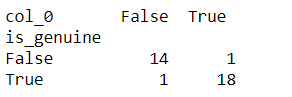 col_0 False True
is_genuine
False 14 1
True 1 18